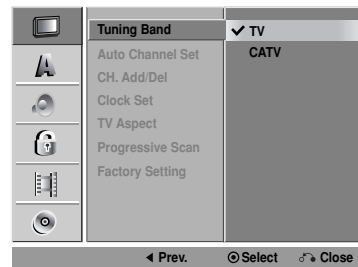 Tuning Band
Auto Channel Set
CH. Add/Del
Clock Set
TV Aspect
Progressive Scan
Factory Setting
TV
CATV
Prev.
Select
Close